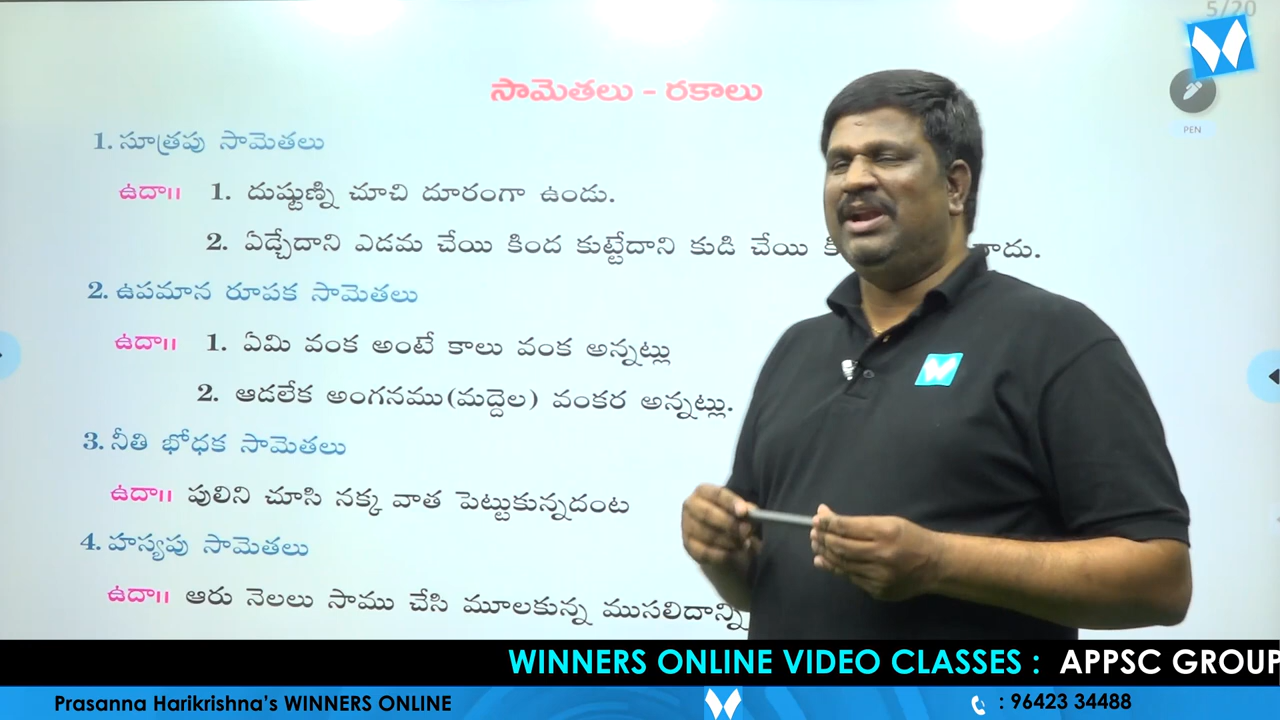 5/20
సామెతలు - రకాలు
PEN
1. సూత్రపు సామెతలు
ఉదా॥ 1. దుష్టుణ్ని చూచి దూరంగా ఉండు.
2. ఏడ్చేదాని ఎడమ చేయి కింద కుట్టేదాని కుడి చేయి
2. ఉపమాన రూపక సామెతలు
ఉదా॥ 1. ఏమి వంక అంటే కాలు వంక అన్నట్లు
2. ఆడలేక అంగనము(మద్దెల) వంకర అన్నట్లు.
3. నీతి భోధక సామెతలు
ఉదా॥ పులిని చూసి నక్క వాత పెట్టుకున్నదంట
4. హస్యపు సామెతలు
ఉదా॥ ఆరు నెలలు సాము చేసి మూలకున్న ముసలిదాన్ని
WINNERS ONLINE VIDEO CLASSES : APPSC GROUP
Prasanna Harikrishna's WINNERS ONLINE : 96423 34488